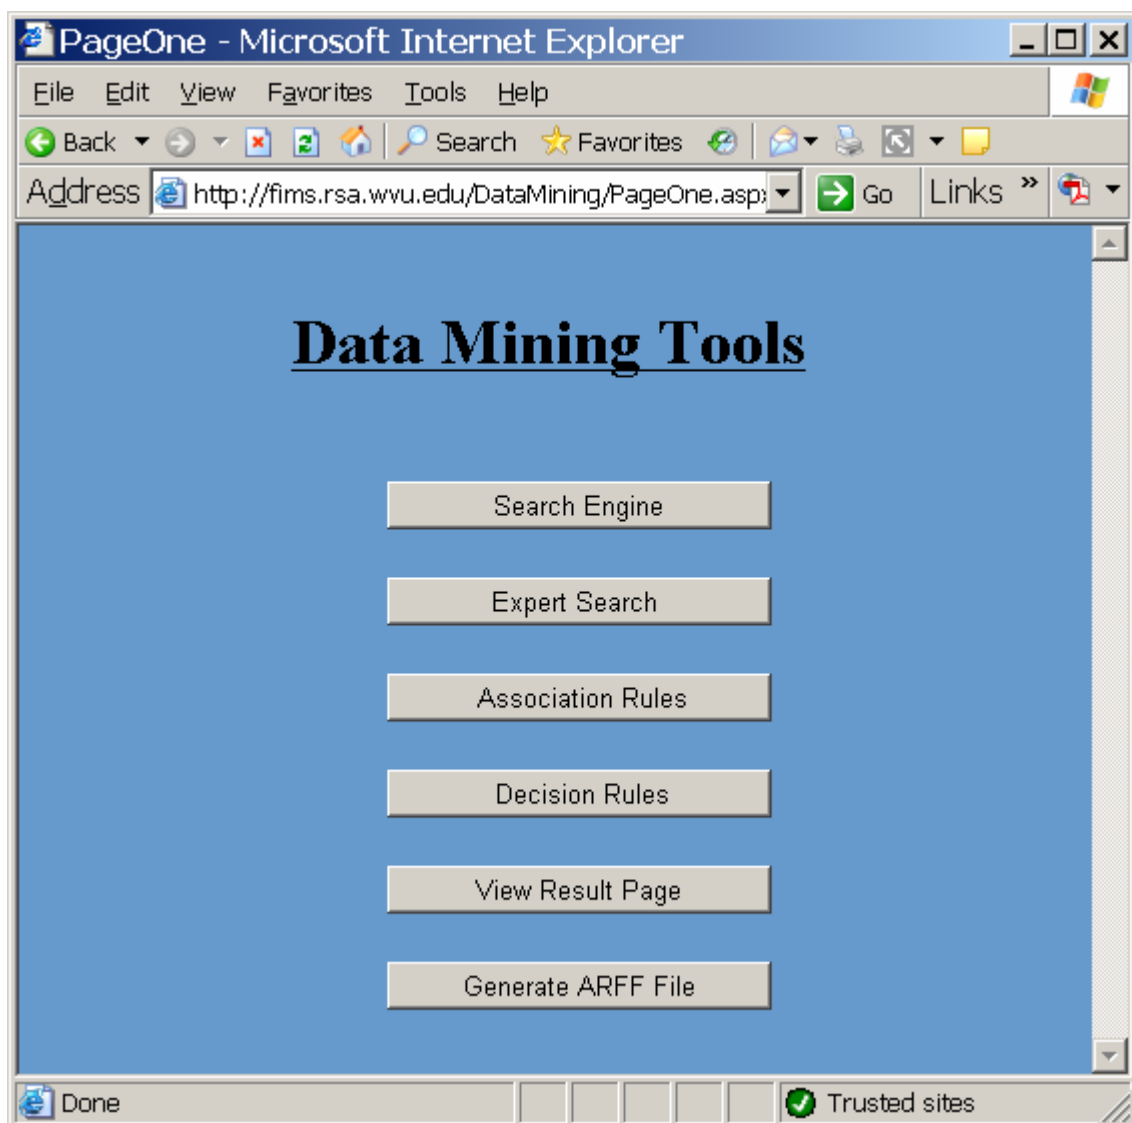 PageOne - Microsoft Internet Explorer
File Edit View Favorites Tools Help
Back Search Favorites
Address http://fims.rsa.wvu.edu/DataMining/PageOne.aspx Go Links »
Data Mining Tools
Search Engine
Expert Search
Association Rules
Decision Rules
View Result Page
Generate ARFF File
Done Trusted sites